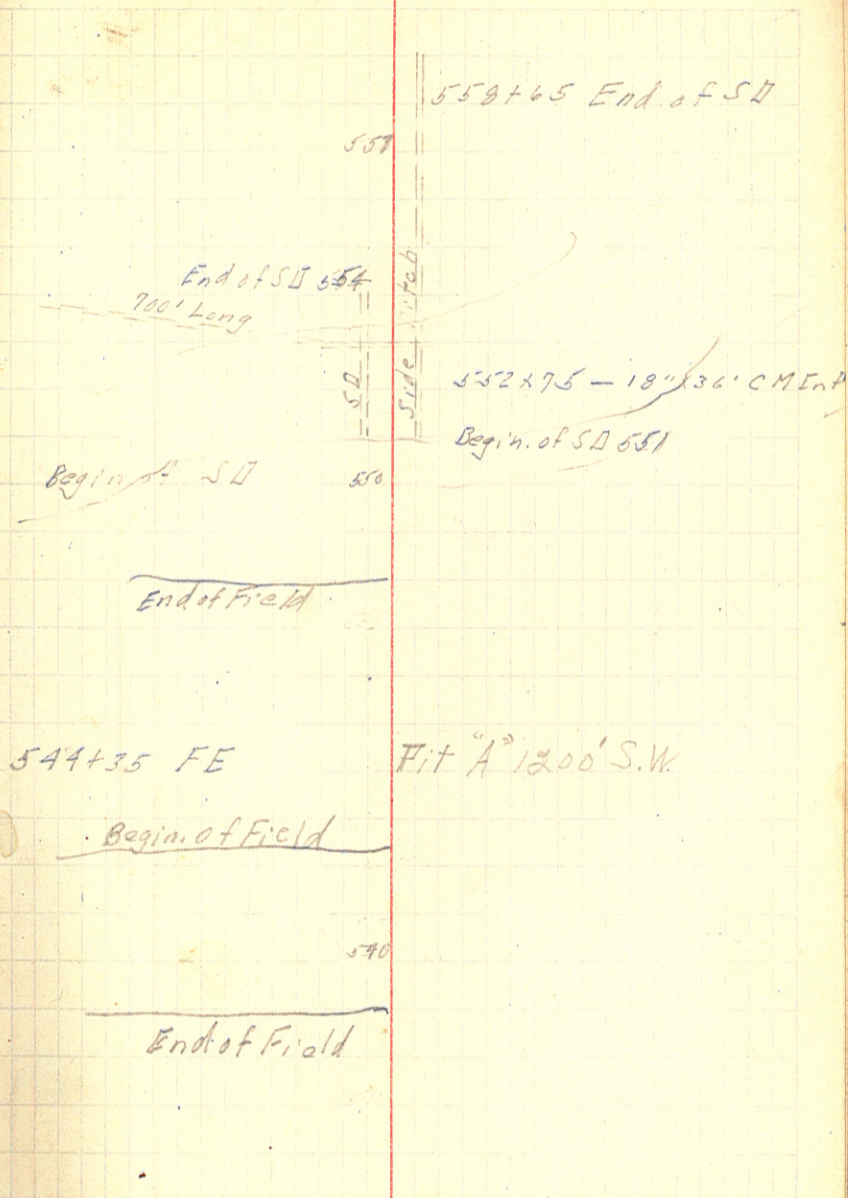 558+65 End of SD
End of SD 554
700' Long
Side Ditch
SD
552+75 — 18" x 36' CM
Begin. of SD 551
Begin of SD
550
End of Field
544+35 FE
Pit "A" 1200' S.W.
Begin. of Field
540
End of Field